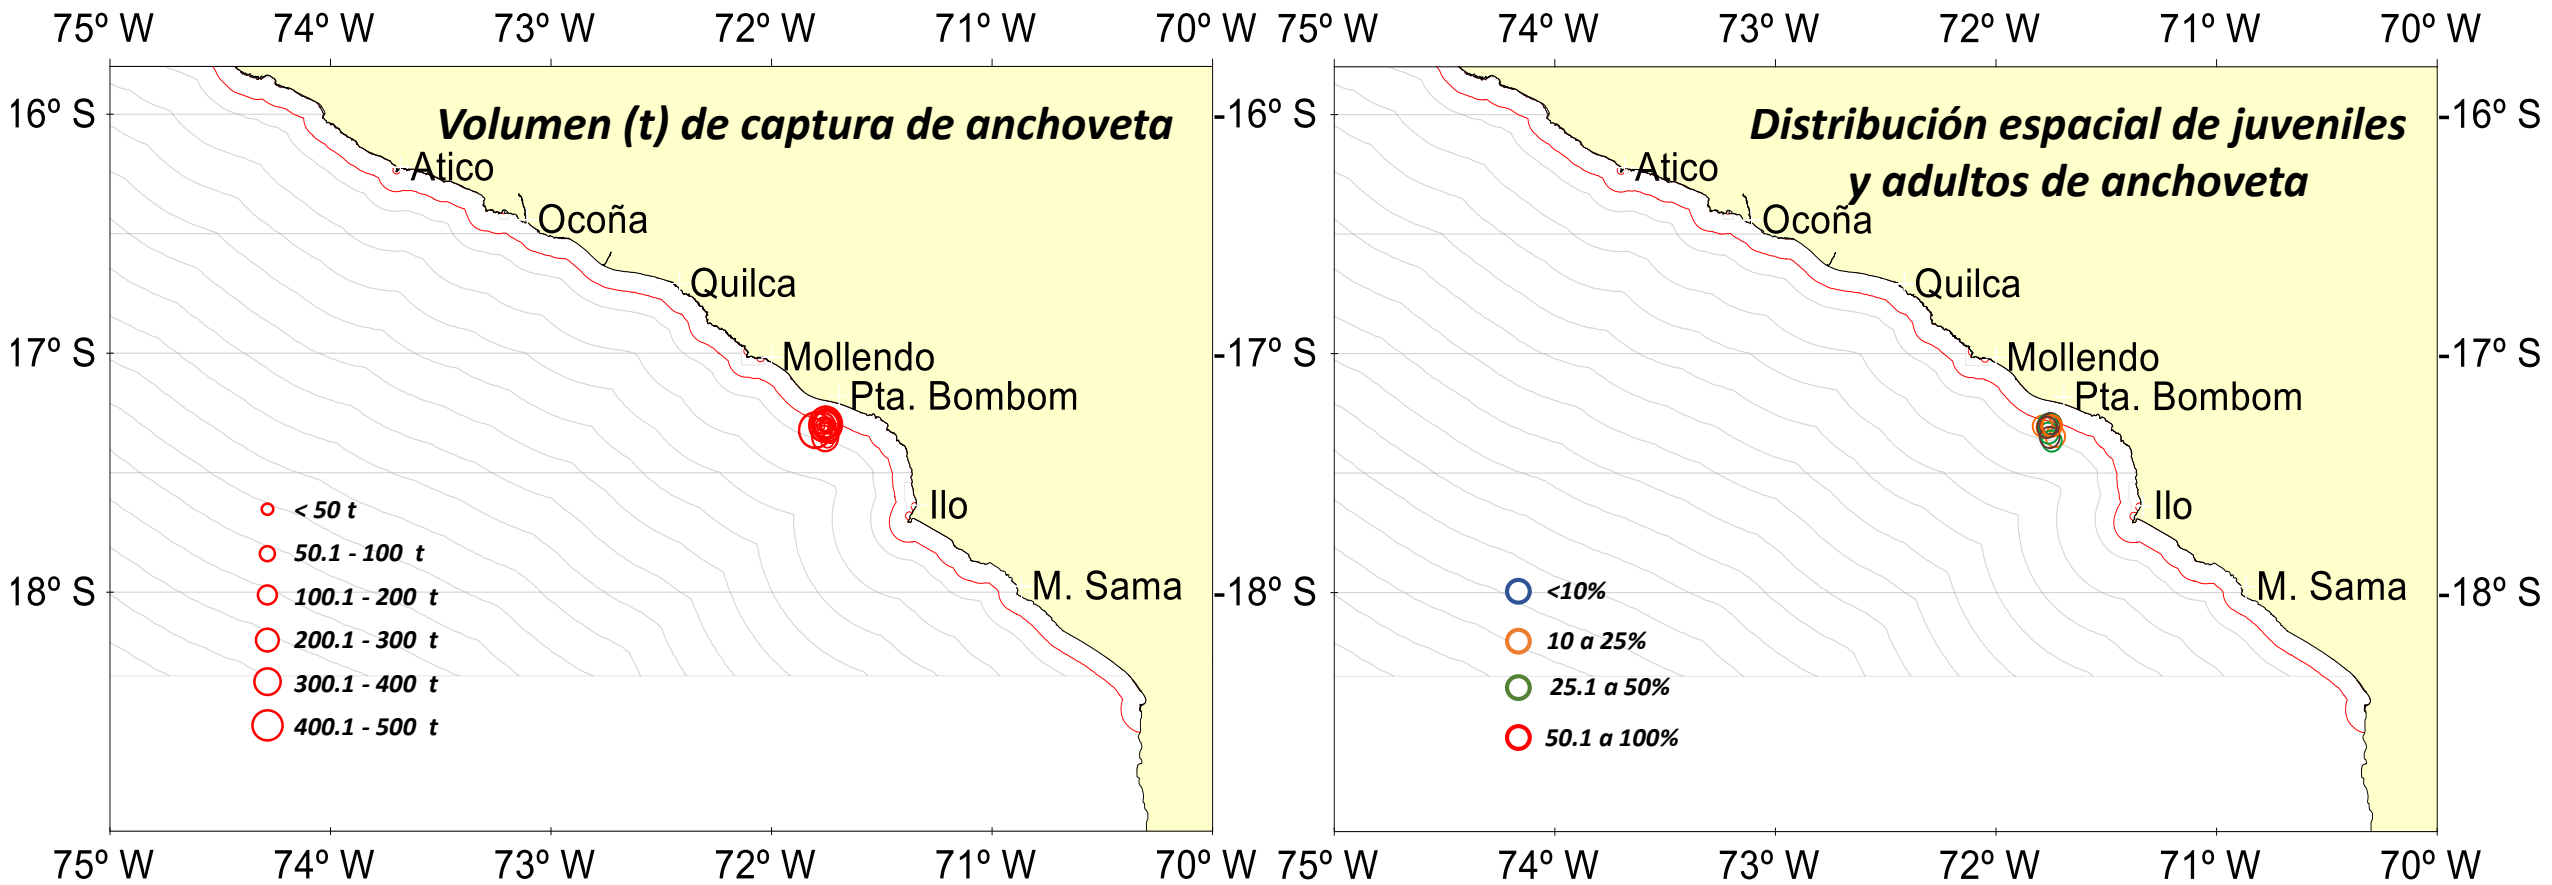 75º W 74º W 73º W 72º W 71º W 70º W
16º S
17º S
18º S
Volumen (t) de captura de anchoveta
Atico
Ocoña
Quilca
Mollendo
Pta. Bombom
Ilo
M. Sama
< 50 t
50.1 - 100 t
100.1 - 200 t
200.1 - 300 t
300.1 - 400 t
400.1 - 500 t
75º W 74º W 73º W 72º W 71º W 70º W
75º W 74º W 73º W 72º W 71º W 70º W
-16º S
-17º S
-18º S
Distribución espacial de juveniles
y adultos de anchoveta
Atico
Ocoña
Quilca
Mollendo
Pta. Bombom
Ilo
M. Sama
<10%
10 a 25%
25.1 a 50%
50.1 a 100%
-16º S
-17º S
-18º S
75º W 74º W 73º W 72º W 71º W 70º W